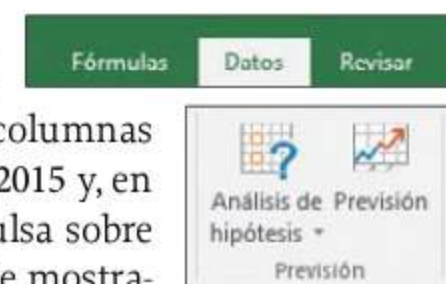 Fórmulas Datos Revisar
columnas
2015 y, en
ulsa sobre
e mostra-
Análisis de Previsión
hipótesis
Previsión